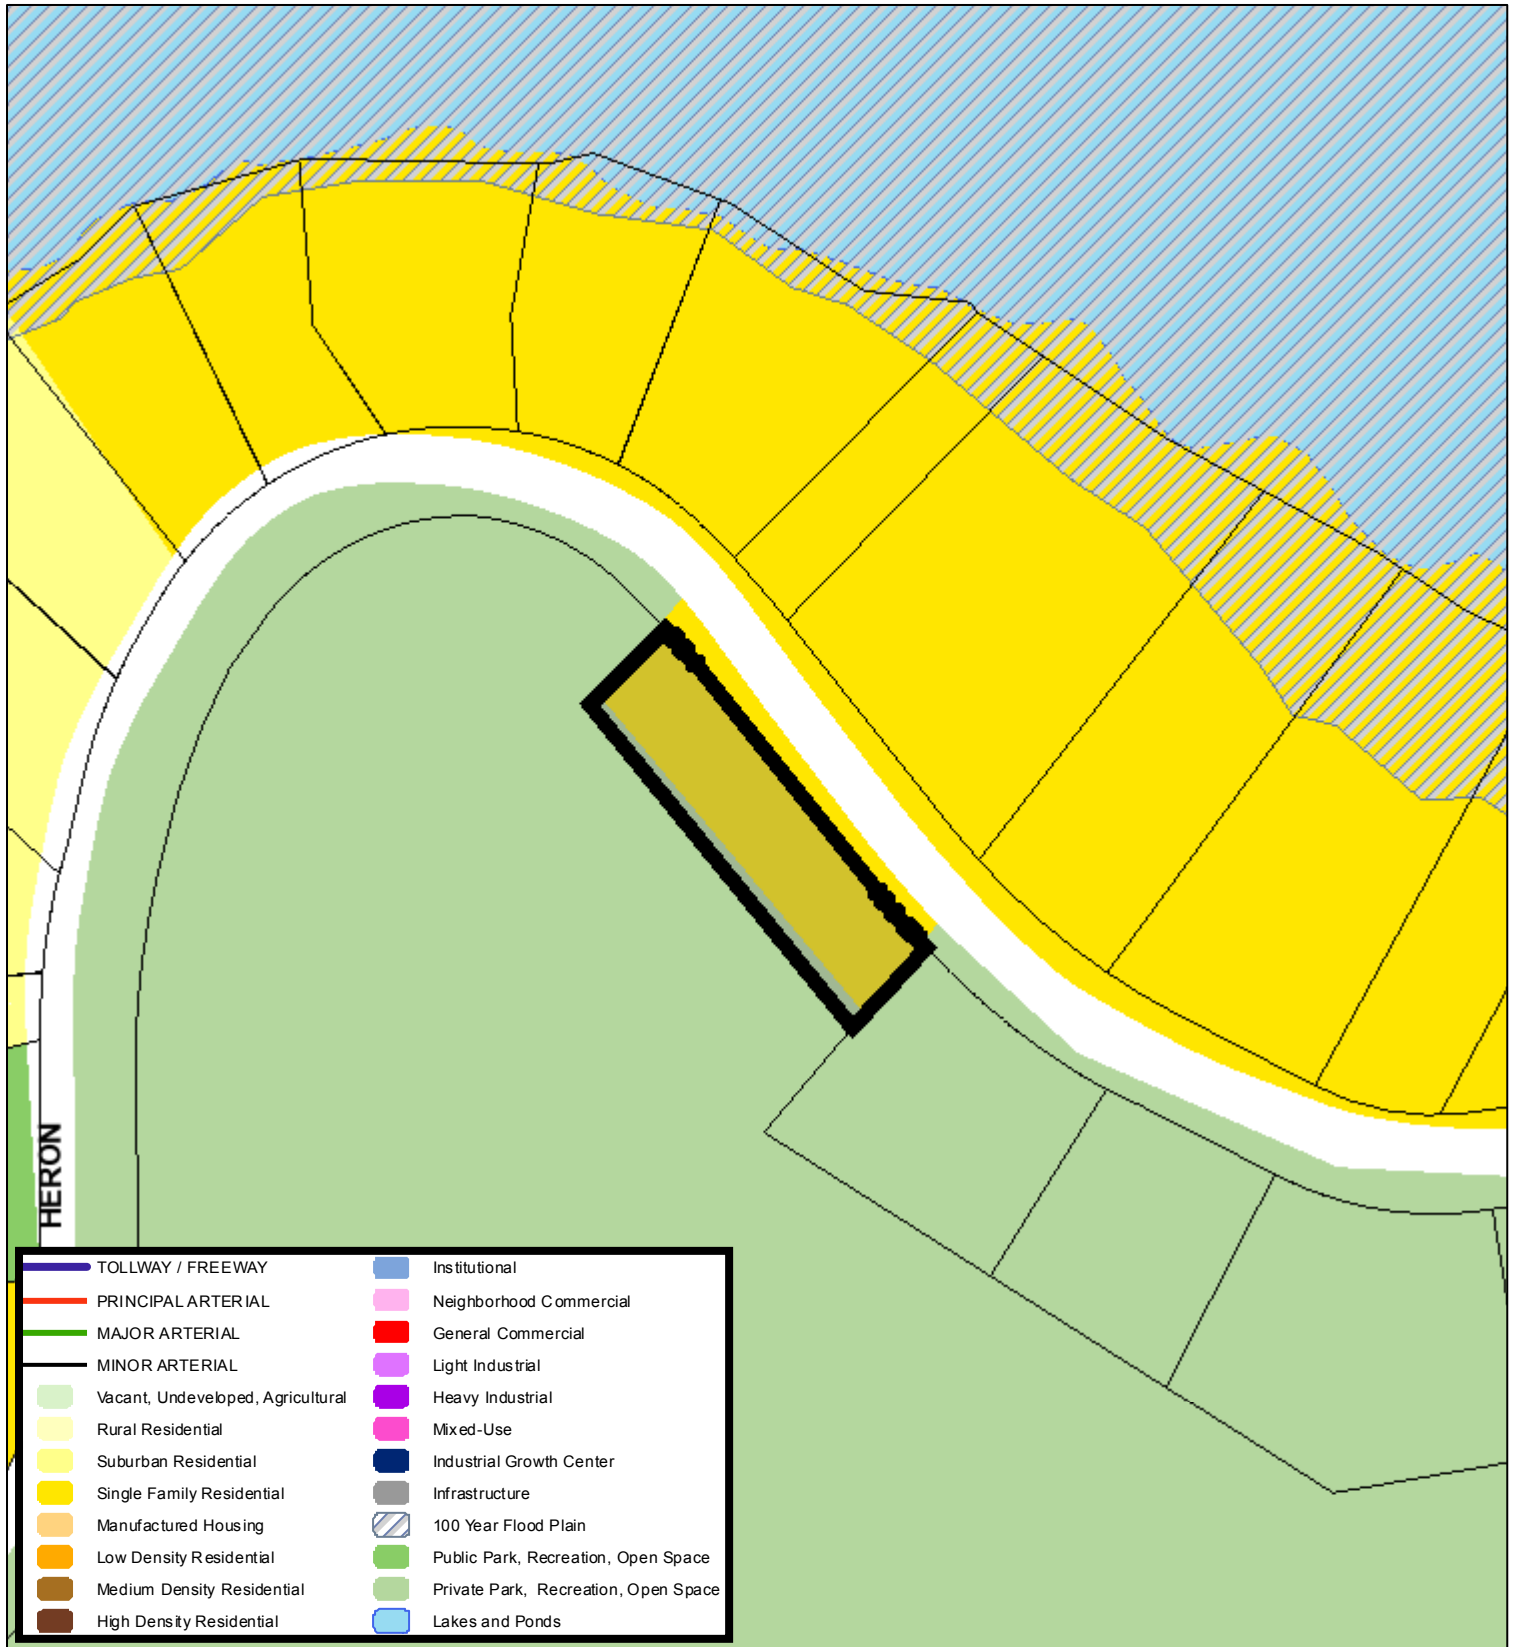 HERON
TOLLWAY / FREEWAY
PRINCIPAL ARTERIAL
MAJOR ARTERIAL
MINOR ARTERIAL
Vacant, Undeveloped, Agricultural
Rural Residential
Suburban Residential
Single Family Residential
Manufactured Housing
Low Density Residential
Medium Density Residential
High Density Residential
Institutional
Neighborhood Commercial
General Commercial
Light Industrial
Heavy Industrial
Mixed-Use
Industrial Growth Center
Infrastructure
100 Year Flood Plain
Public Park, Recreation, Open Space
Private Park, Recreation, Open Space
Lakes and Ponds